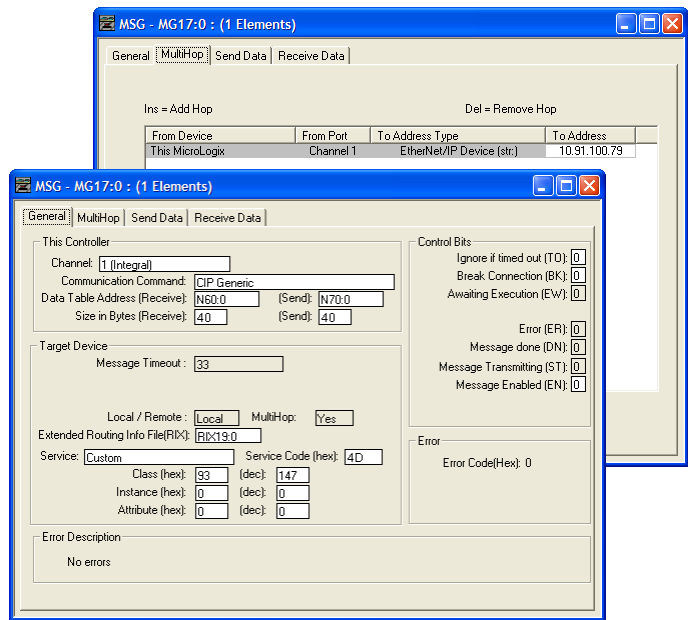 MSG - MG17:0 : (1 Elements)
General MultiHop Send Data Receive Data
Ins = Add Hop Del = Remove Hop
From Device From Port To Address Type To Address
This MicroLogix Channel 1 EtherNet/IP Device (str:) 10.91.100.79
MSG - MG17:0 : (1 Elements)
General MultiHop Send Data Receive Data
This Controller
Channel: 1 (Integral)
Communication Command: CIP Generic
Data Table Address (Receive): N60:0 (Send): N70:0
Size in Bytes (Receive): 40 (Send): 40
Target Device
Message Timeout : 33
Local / Remote : Local MultiHop: Yes
Extended Routing Info File(RIX): RIX19:0
Service: Custom Service Code (hex): 4D
Class (hex): 93 (dec): 147
Instance (hex): 0 (dec): 0
Attribute (hex): 0 (dec): 0
Control Bits
Ignore if timed out (TO): 0
Break Connection (BK): 0
Awaiting Execution (EW): 0
Error (ER): 0
Message done (DN): 0
Message Transmitting (ST): 0
Message Enabled (EN): 0
Error
Error Code(Hex): 0
Error Description
No errors